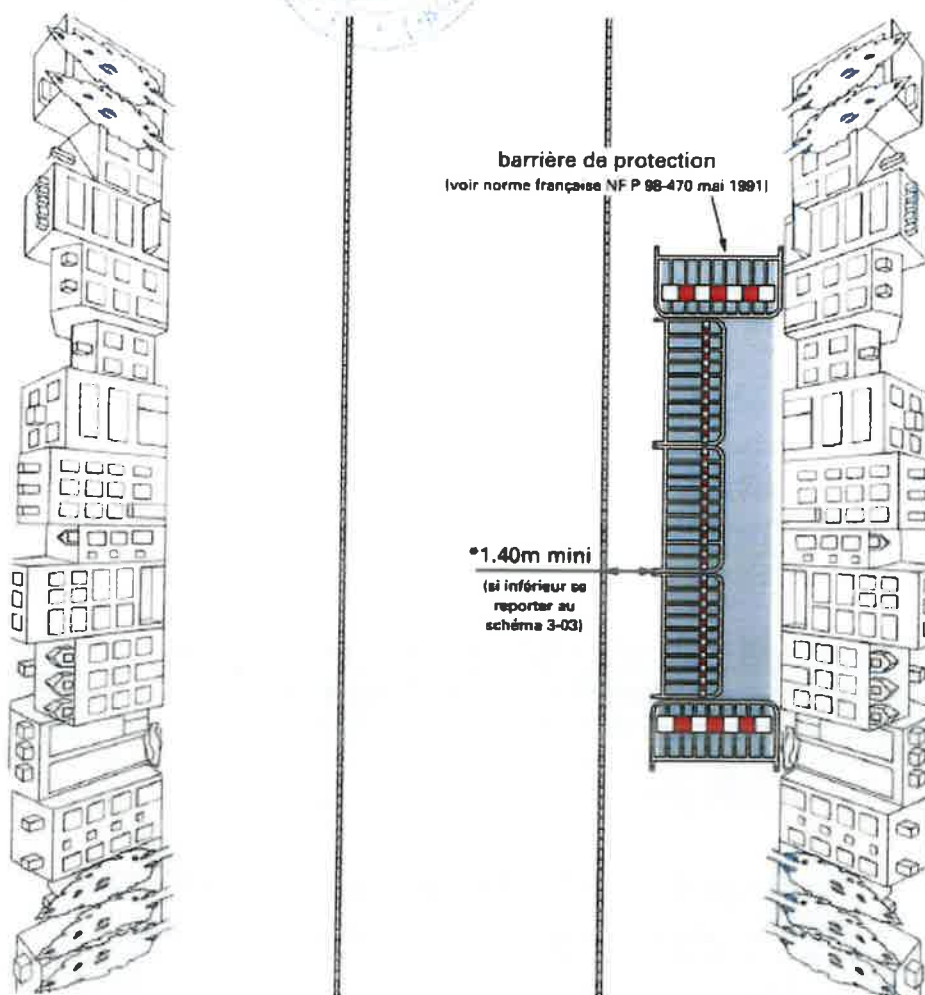 barrière de protection
(voir norme française NF P 98-470 mai 1991)
*1.40m mini
(si inférieur se
reporter au
schéma 3-03)